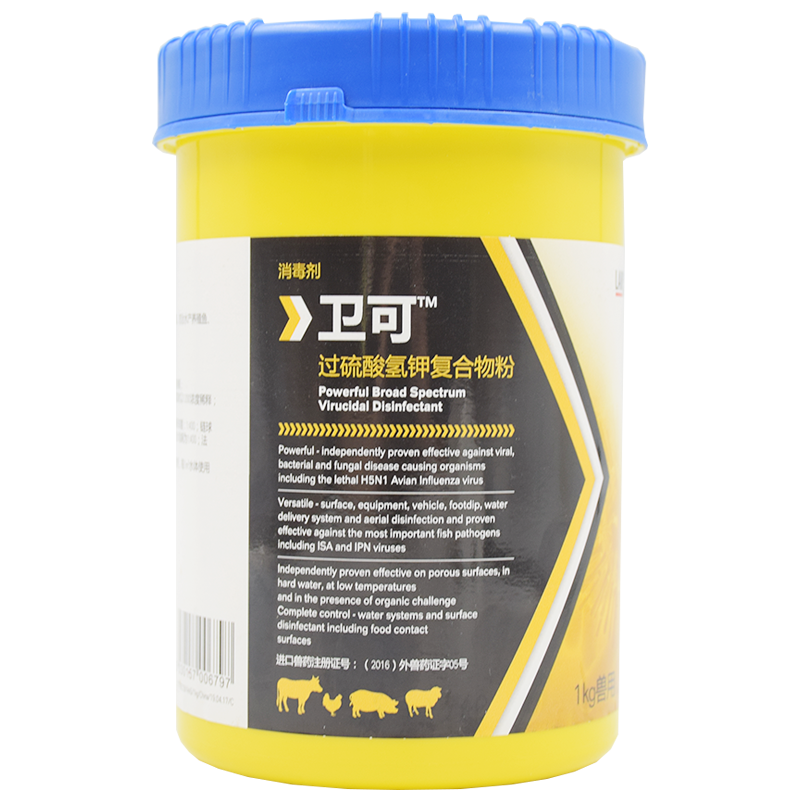 消毒剂
卫可™
过硫酸氢钾复合物粉
Powerful Broad Spectrum
Virucidal Disinfectant
Powerful - independently proven effective against viral,
bacterial and fungal disease causing organisms
including the lethal H5N1 Avian Influenza virus
Versatile - surface, equipment, vehicle, footdip, water
delivery system and aerial disinfection and proven
effective against the most important fish pathogens
including ISA and IPN viruses
Independently proven effective on porous surfaces, in
hard water, at low temperatures
and in the presence of organic challenge
Complete control - water systems and surface
disinfectant including food contact
surfaces
进口兽药注册证号：（2016）外兽药证字05号
1kg兽用